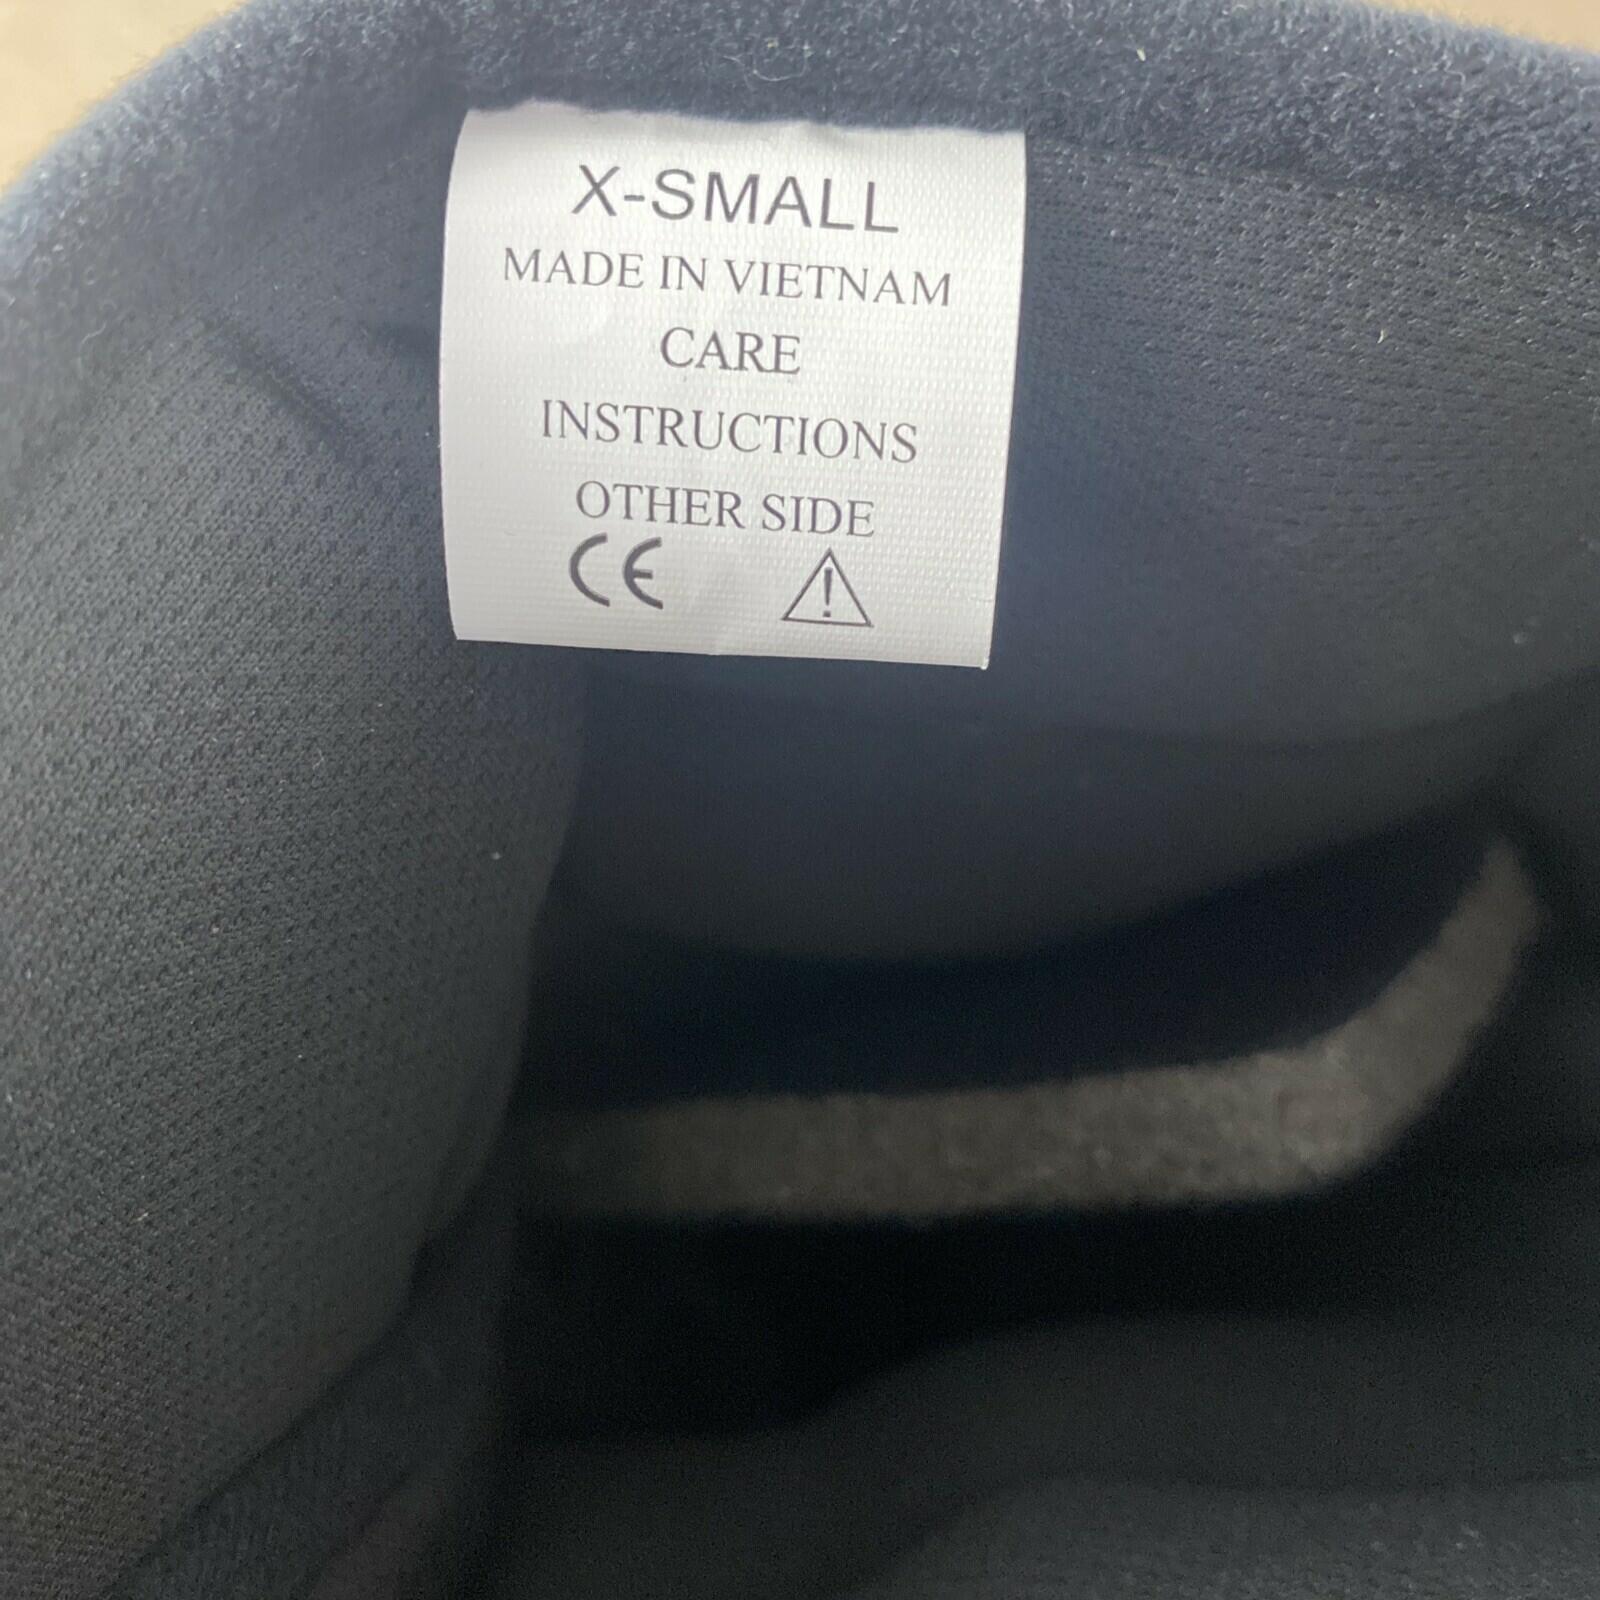 X-SMALL
MADE IN VIETNAM
CARE
INSTRUCTIONS
OTHER SIDE
CE